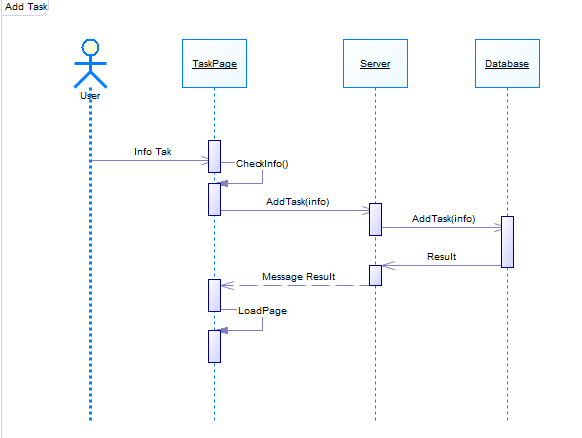 Add Task
TaskPage
Server
Database
User
Info Tak
CheckInfo()
AddTask(info)
AddTask(info)
Result
Message Result
LoadPage